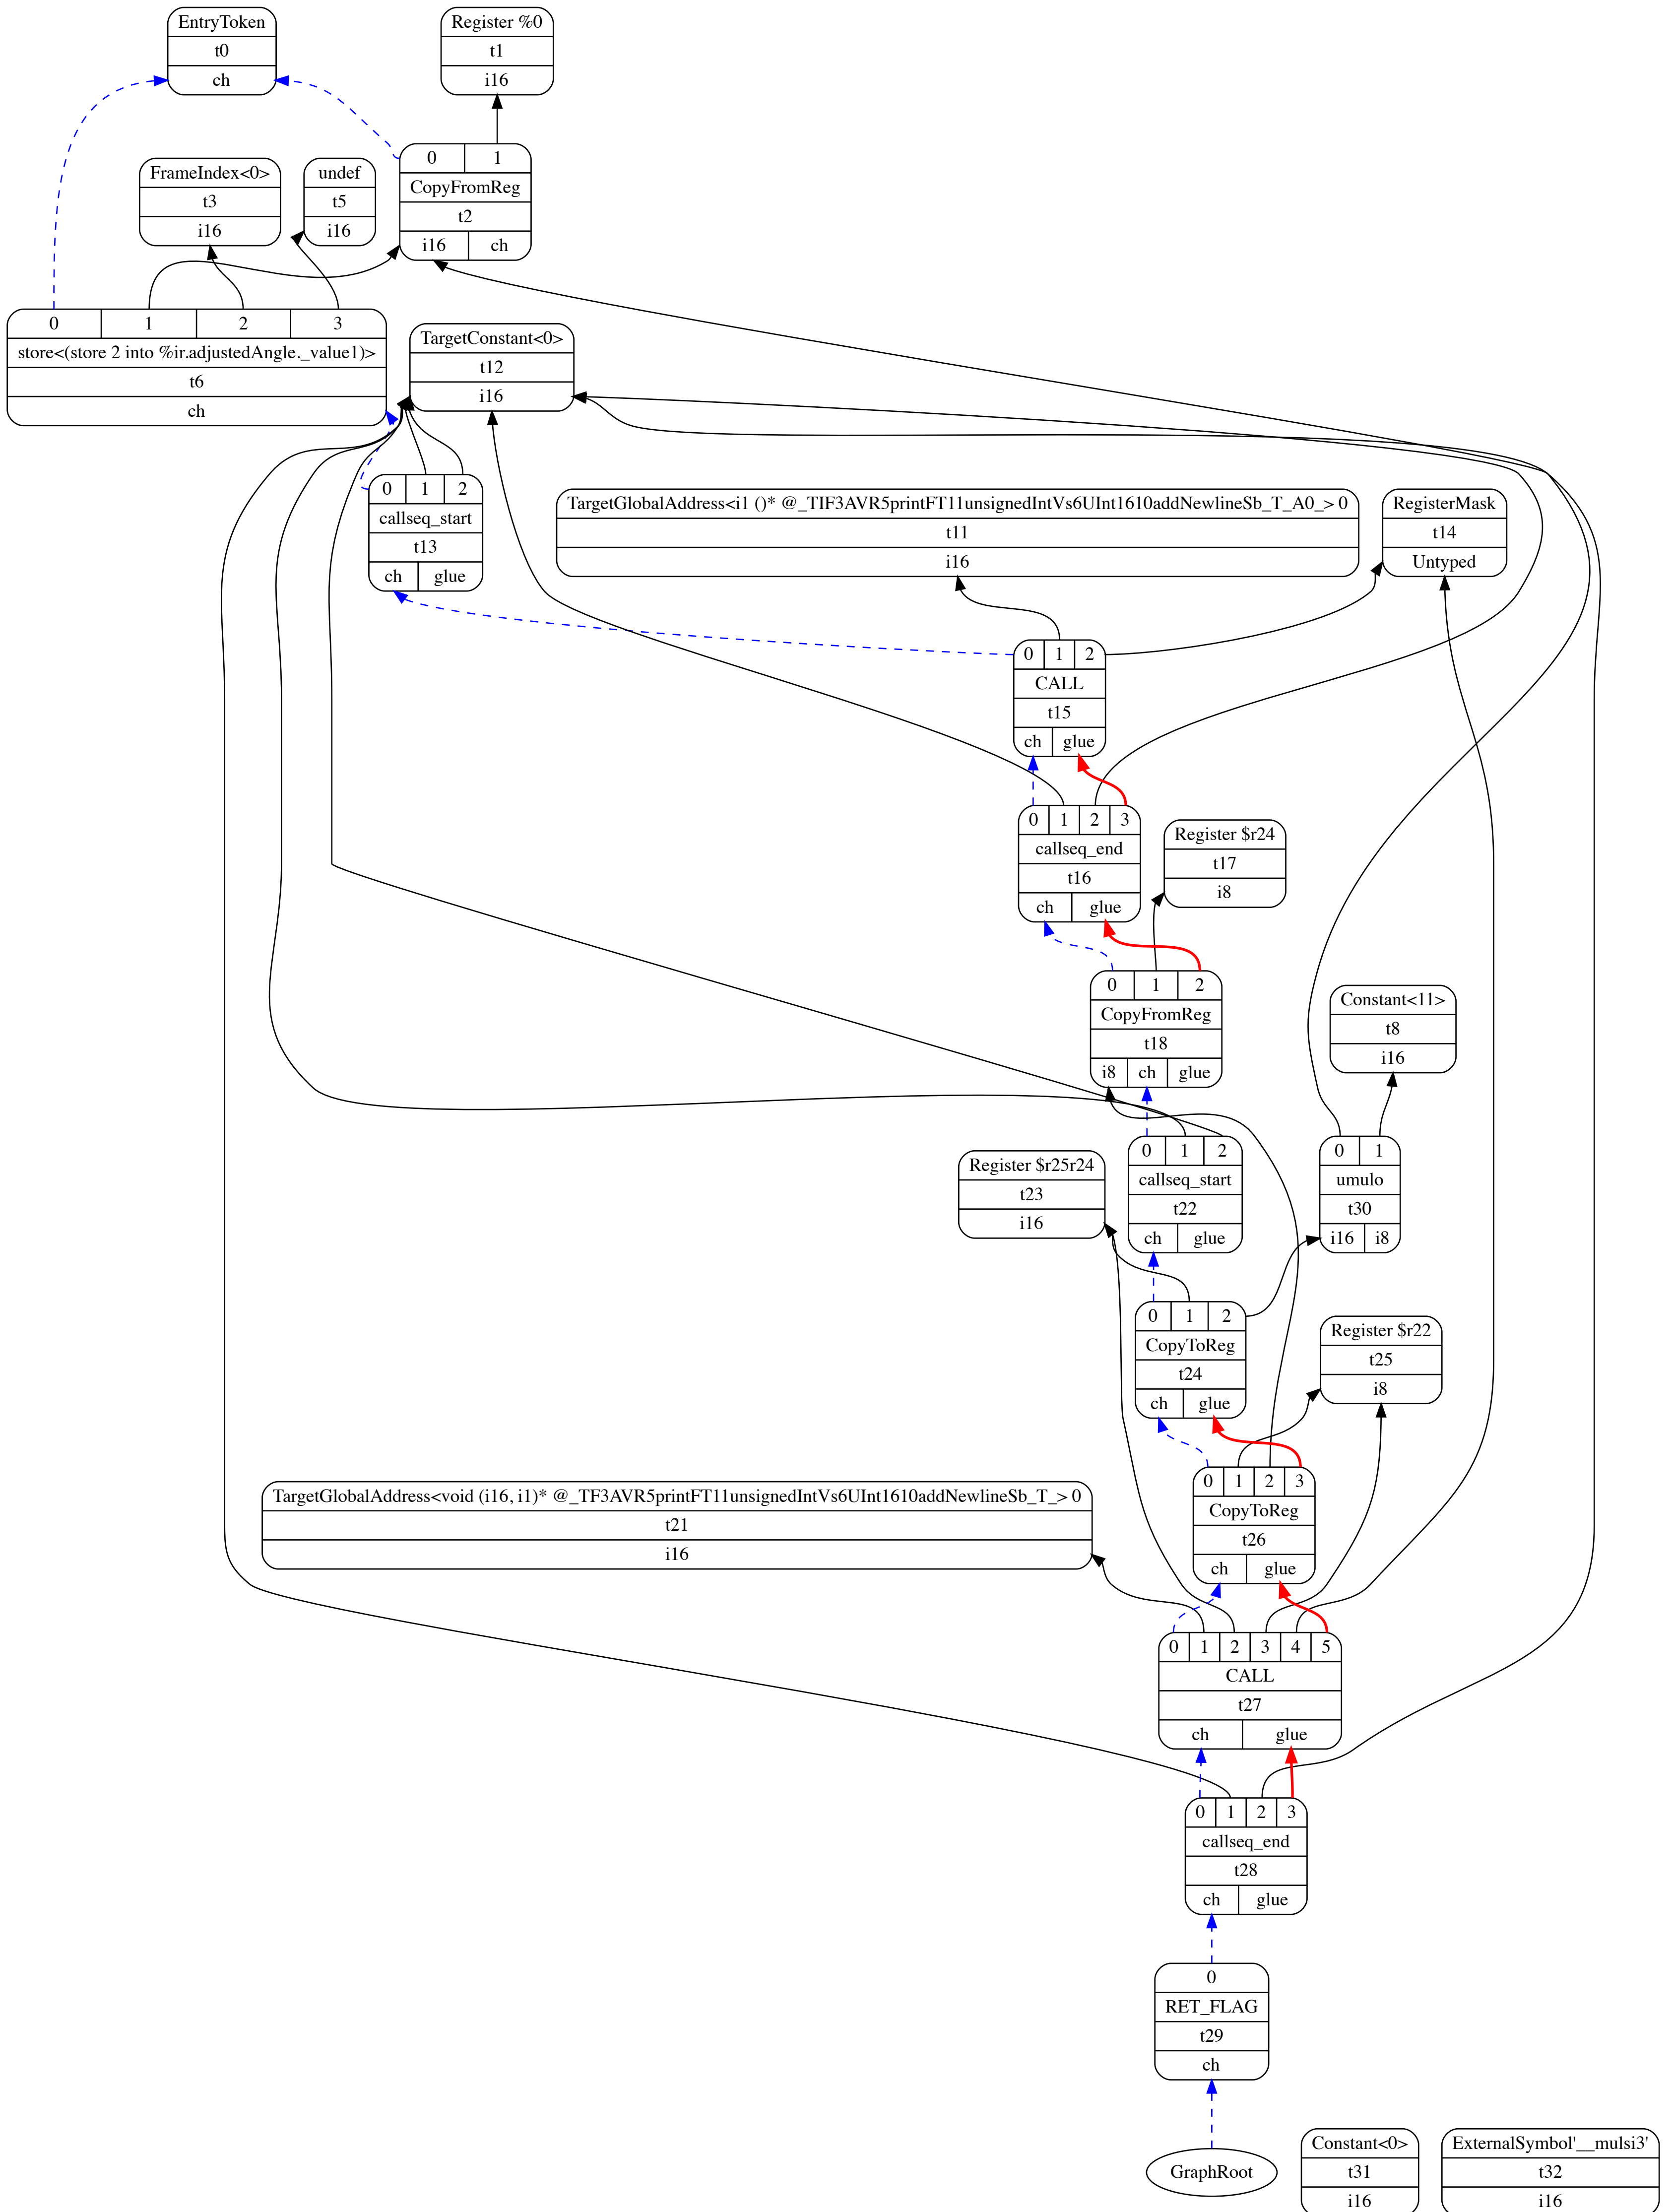 EntryToken
t0
ch
Register %0
t1
i16
0 1
CopyFromReg
t2
i16 ch
FrameIndex<0>
t3
i16
undef
t5
i16
0 1 2 3
store<(store 2 into %ir.adjustedAngle._value1)>
t6
ch
TargetConstant<0>
t12
i16
0 1 2
callseq_start
t13
ch glue
TargetGlobalAddress<i1 ()* @_TIF3AVR5printFT11unsignedIntVs6UInt1610addNewlineSb_T_A0_> 0
t11
i16
RegisterMask
t14
Untyped
0 1 2
CALL
t15
ch glue
0 1 2 3
callseq_end
t16
ch glue
Register $r24
t17
i8
0 1 2
CopyFromReg
t18
i8 ch glue
Constant<11>
t8
i16
0 1 2
callseq_start
t22
ch glue
0 1
umulo
t30
i16 i8
Register $r25r24
t23
i16
0 1 2
CopyToReg
t24
ch glue
Register $r22
t25
i8
0 1 2 3
CopyToReg
t26
ch glue
TargetGlobalAddress<void (i16, i1)* @_TF3AVR5printFT11unsignedIntVs6UInt1610addNewlineSb_T_> 0
t21
i16
0 1 2 3 4 5
CALL
t27
ch glue
0 1 2 3
callseq_end
t28
ch glue
0
RET_FLAG
t29
ch
GraphRoot
Constant<0>
t31
i16
ExternalSymbol'__mulsi3'
t32
i16